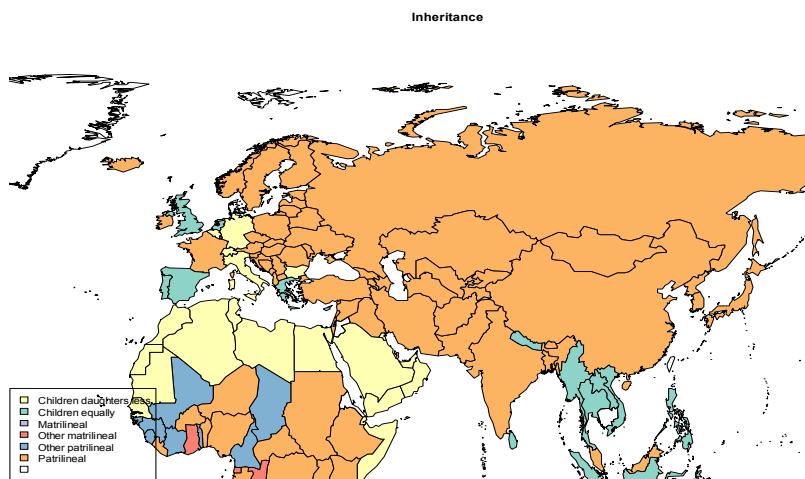 Inheritance
Children daughters less
Children equally
Matrilineal
Other matrilineal
Other patrilineal
Patrilineal